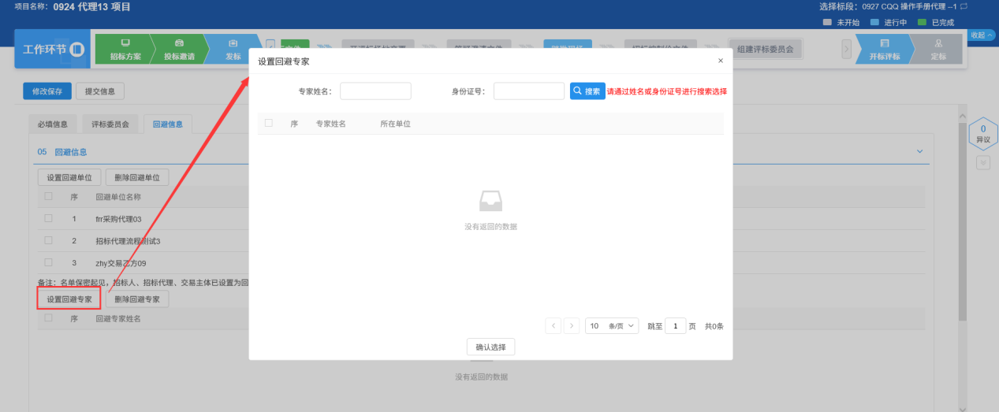 项目名称: 0924 代理13 项目
选择标段: 0927 CQQ 操作手册代理 –1
未开始 进行中 已完成
收起
工作环节
招标方案 投标邀请 发标
组建评标委员会
开标评标 定标
修改保存 提交信息
必填信息 评标委员会 回避信息
0
异议
05 回避信息
设置回避单位 删除回避单位
序 回避单位名称
1 frr采购代理03
2 招标代理流程测试3
3 zhy交易乙方09
备注: 名单保密起见, 招标人、招标代理、交易主体已设置为回
设置回避专家 删除回避专家
序 回避专家姓名
没有返回的数据
设置回避专家 ×
专家姓名: 身份证号: 搜索 请通过姓名或身份证号进行搜索选择
序 专家姓名 所在单位
没有返回的数据
10 条/页 跳至 1 页 共0条
确认选择